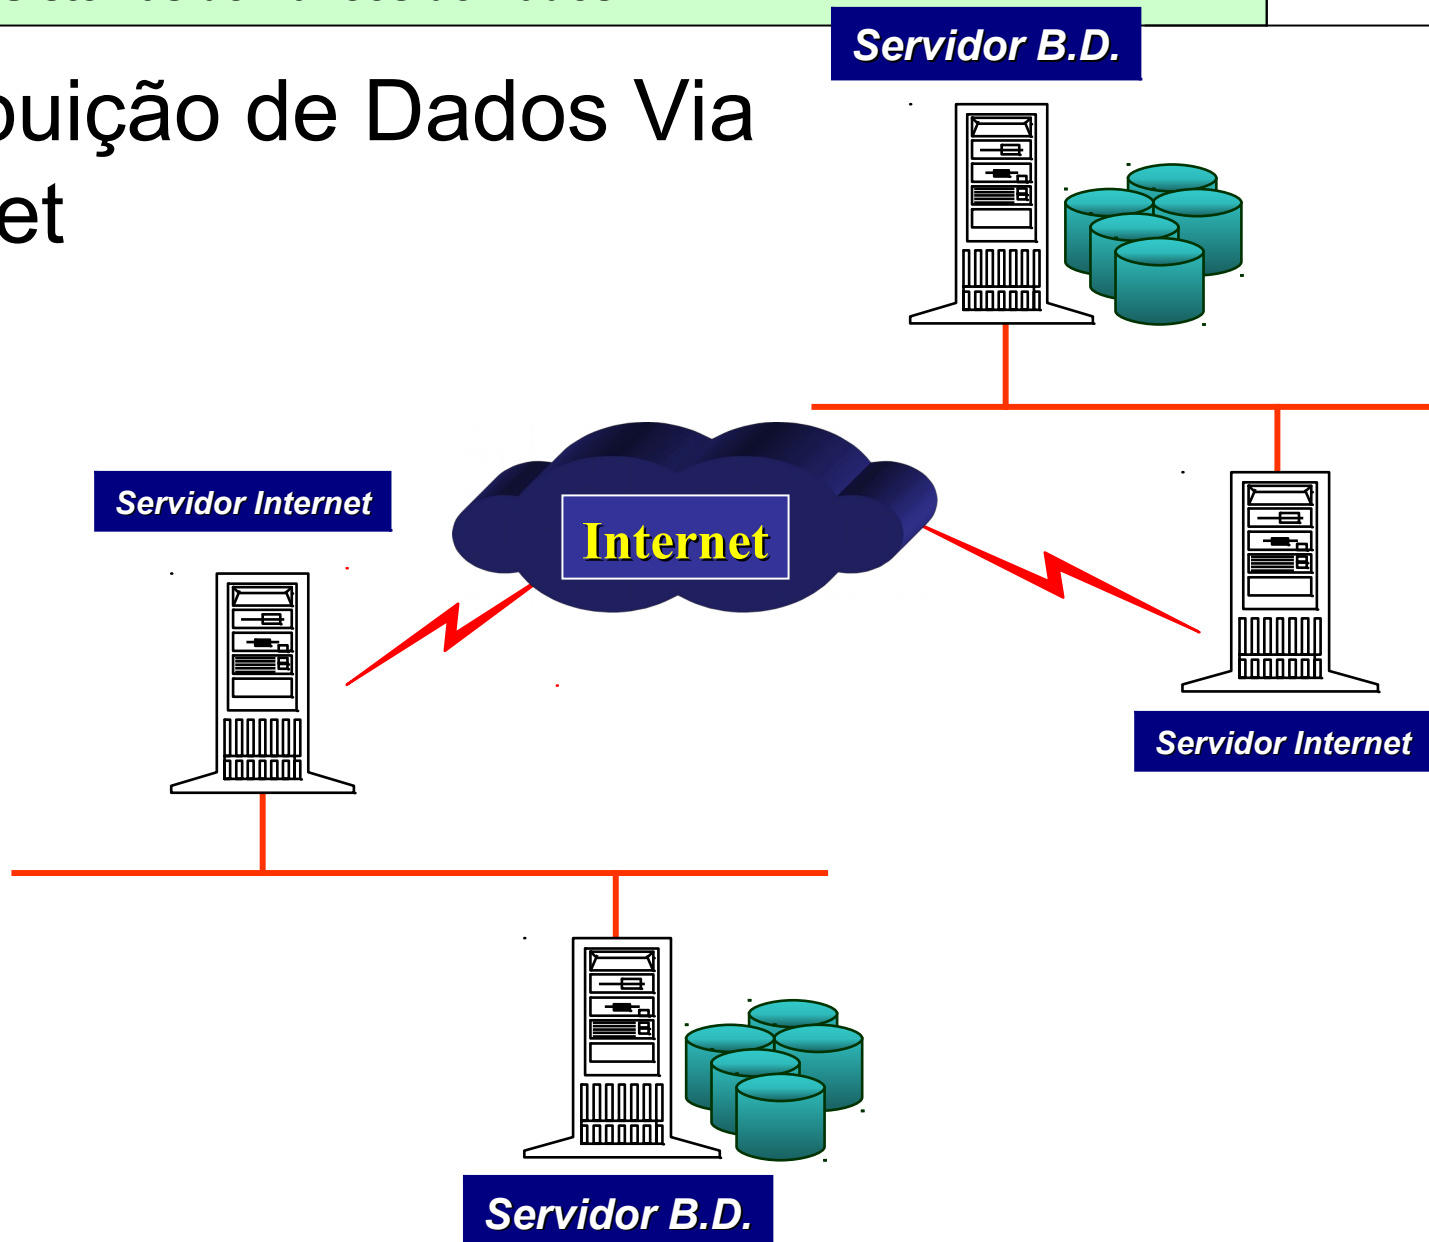 buição de Dados Via
et
Servidor B.D.
Servidor Internet
Internet
Servidor Internet
Servidor B.D.